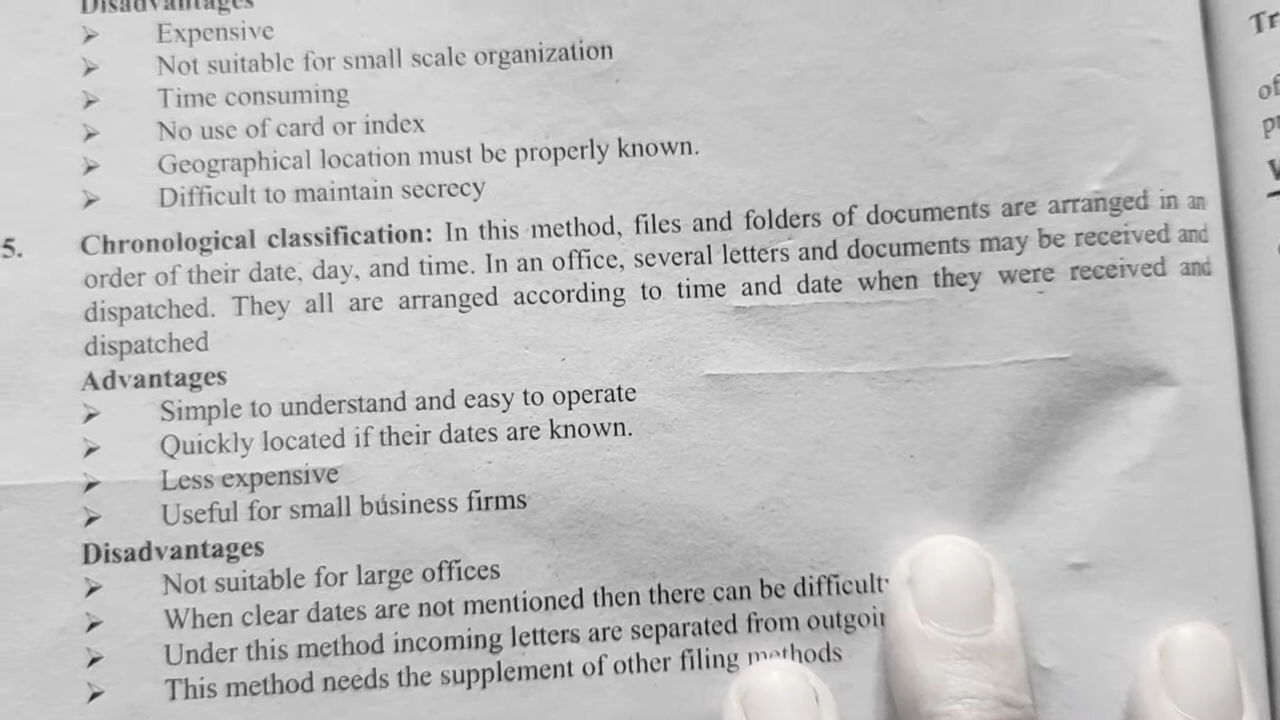 Disadvantages
➢ Expensive
➢ Not suitable for small scale organization
➢ Time consuming
➢ No use of card or index
➢ Geographical location must be properly known.
➢ Difficult to maintain secrecy
5. Chronological classification: In this method, files and folders of documents are arranged in an
order of their date, day, and time. In an office, several letters and documents may be received and
dispatched. They all are arranged according to time and date when they were received and
dispatched
Advantages
➢ Simple to understand and easy to operate
➢ Quickly located if their dates are known.
➢ Less expensive
➢ Useful for small business firms
Disadvantages
➢ Not suitable for large offices
➢ When clear dates are not mentioned then there can be
➢ Under this method incoming letters are separated from
➢ This method needs the supplement of other filing methods